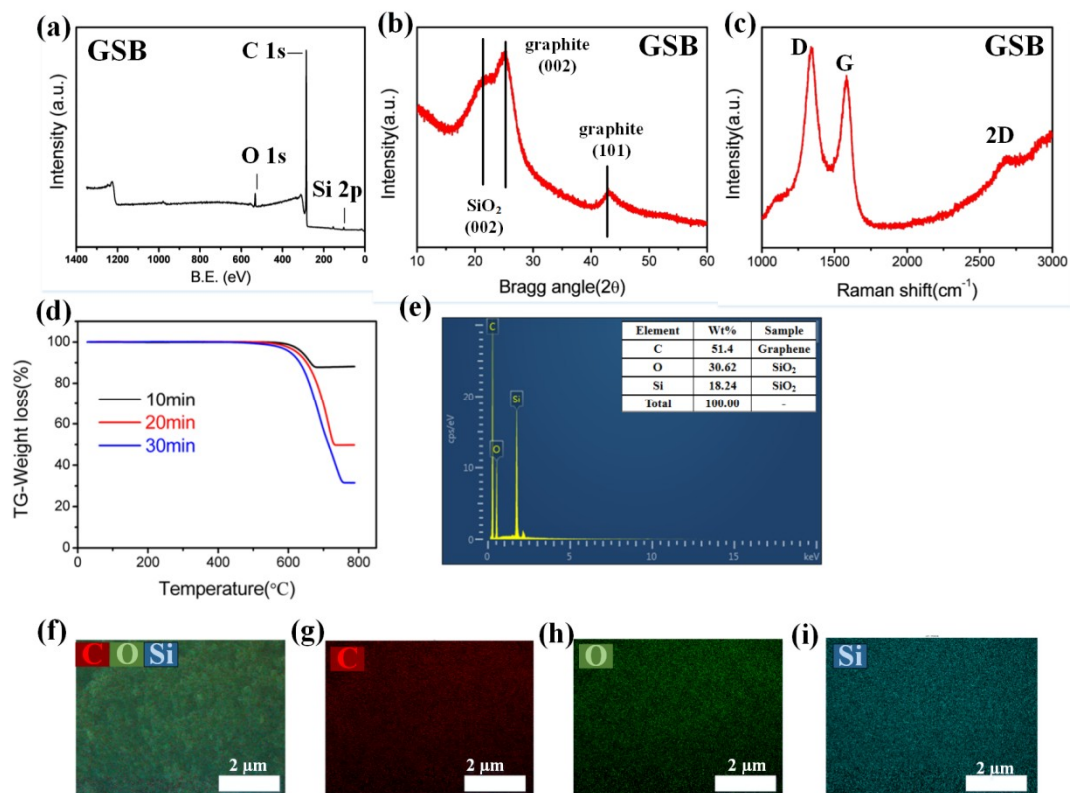 (a)
GSB
C 1s
O 1s
Si 2p
Intensity (a.u.)
1400 1200 1000 800 600 400 200 0
B.E. (eV)
(b)
GSB
graphite
(002)
graphite
(101)
SiO2
(002)
Intensity(a.u.)
10 20 30 40 50 60
Bragg angle(2θ)
(c)
GSB
D
G
2D
Intensity(a.u.)
1000 1500 2000 2500 3000
Raman shift(cm-1)
(d)
100
80
60
40
30
20
10
0
10min
20min
30min
TG-Weight loss(%)
0 200 400 600 800
Temperature(°C)
(e)
C
O
Si
cps/eV
20
10
0
0 5 10 15 keV
Element Wt% Sample
C 51.4 Graphene
O 30.62 SiO2
Si 18.24 SiO2
Total 100.00 -
(f)
C O Si
2 μm
(g)
C
2 μm
(h)
O
2 μm
(i)
Si
2 μm